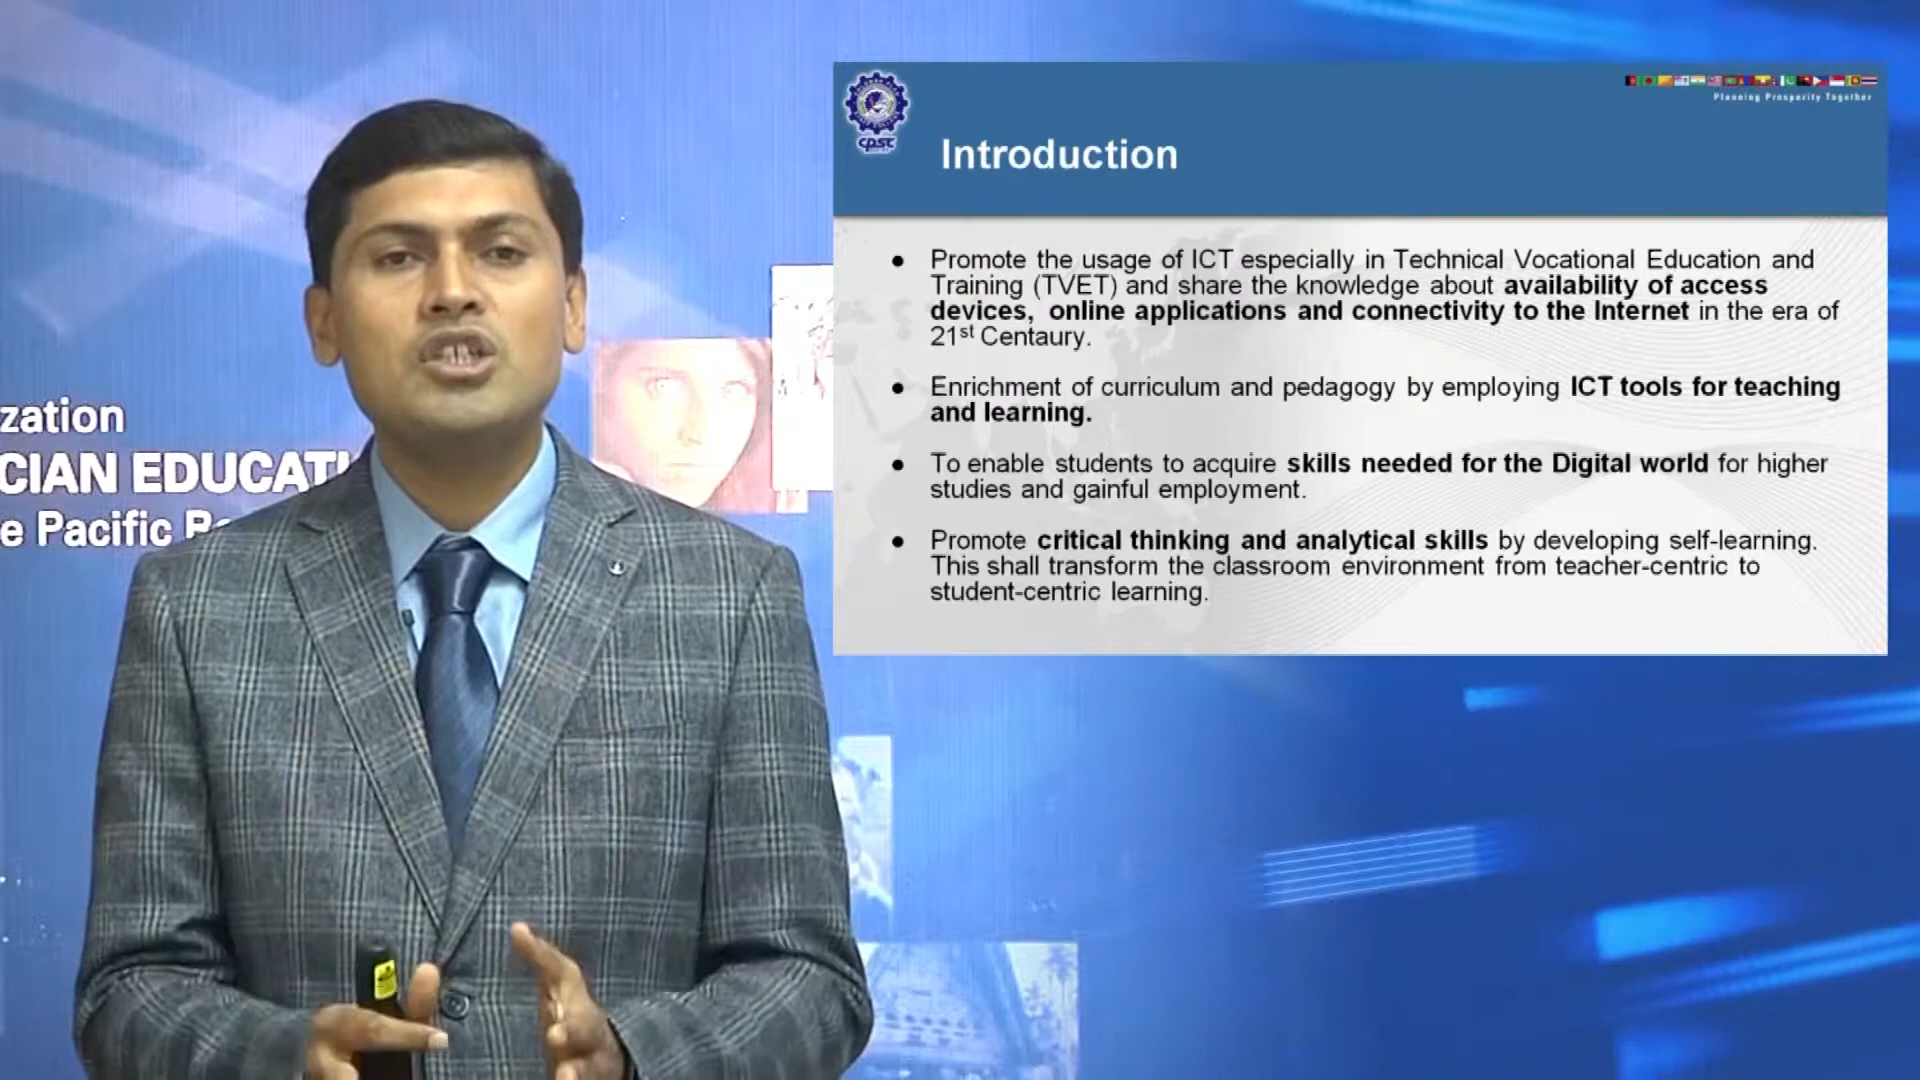 zation
CIAN EDUCATI
e Pacific Re
cpsc
Planning Prosperity Together
Introduction
● Promote the usage of ICT especially in Technical Vocational Education and
Training (TVET) and share the knowledge about availability of access
devices, online applications and connectivity to the Internet in the era of
21st Centaury.
● Enrichment of curriculum and pedagogy by employing ICT tools for teaching
and learning.
● To enable students to acquire skills needed for the Digital world for higher
studies and gainful employment.
● Promote critical thinking and analytical skills by developing self-learning.
This shall transform the classroom environment from teacher-centric to
student-centric learning.